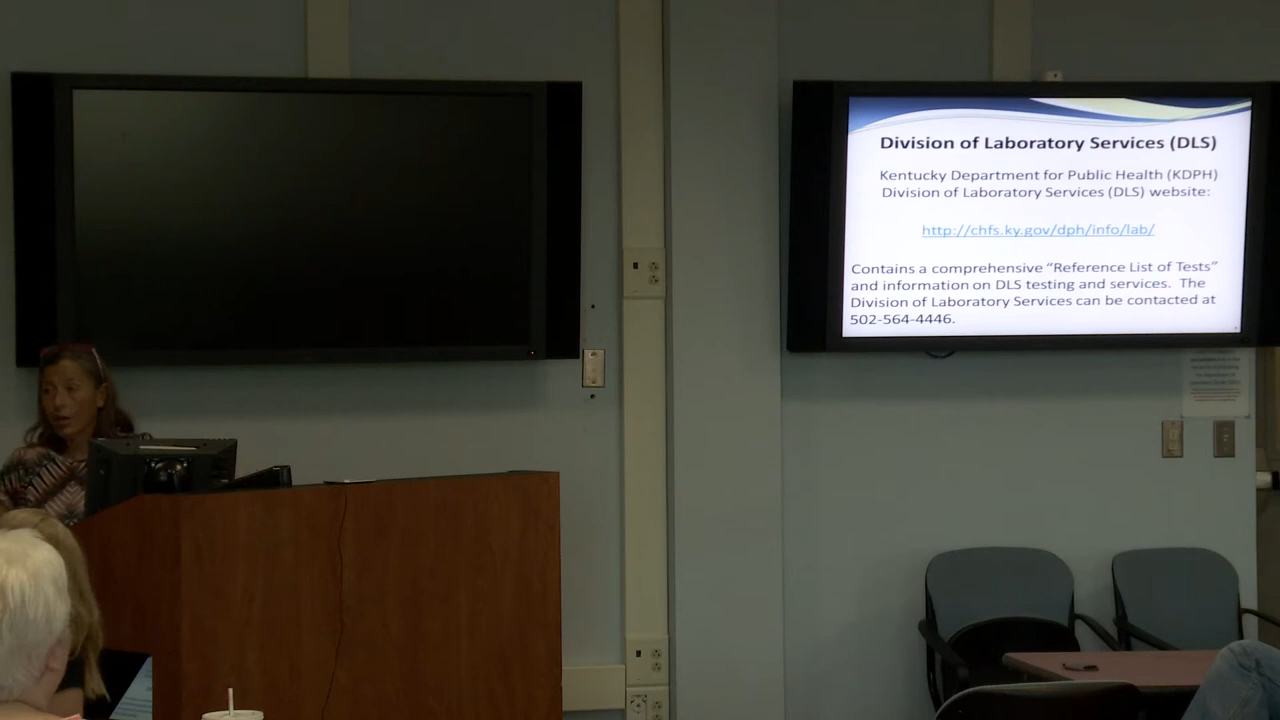 Division of Laboratory Services (DLS)
Kentucky Department for Public Health (KDPH)
Division of Laboratory Services (DLS) website:
http://chfs.ky.gov/dph/info/lab/
Contains a comprehensive “Reference List of Tests”
and information on DLS testing and services. The
Division of Laboratory Services can be contacted at
502-564-4446.